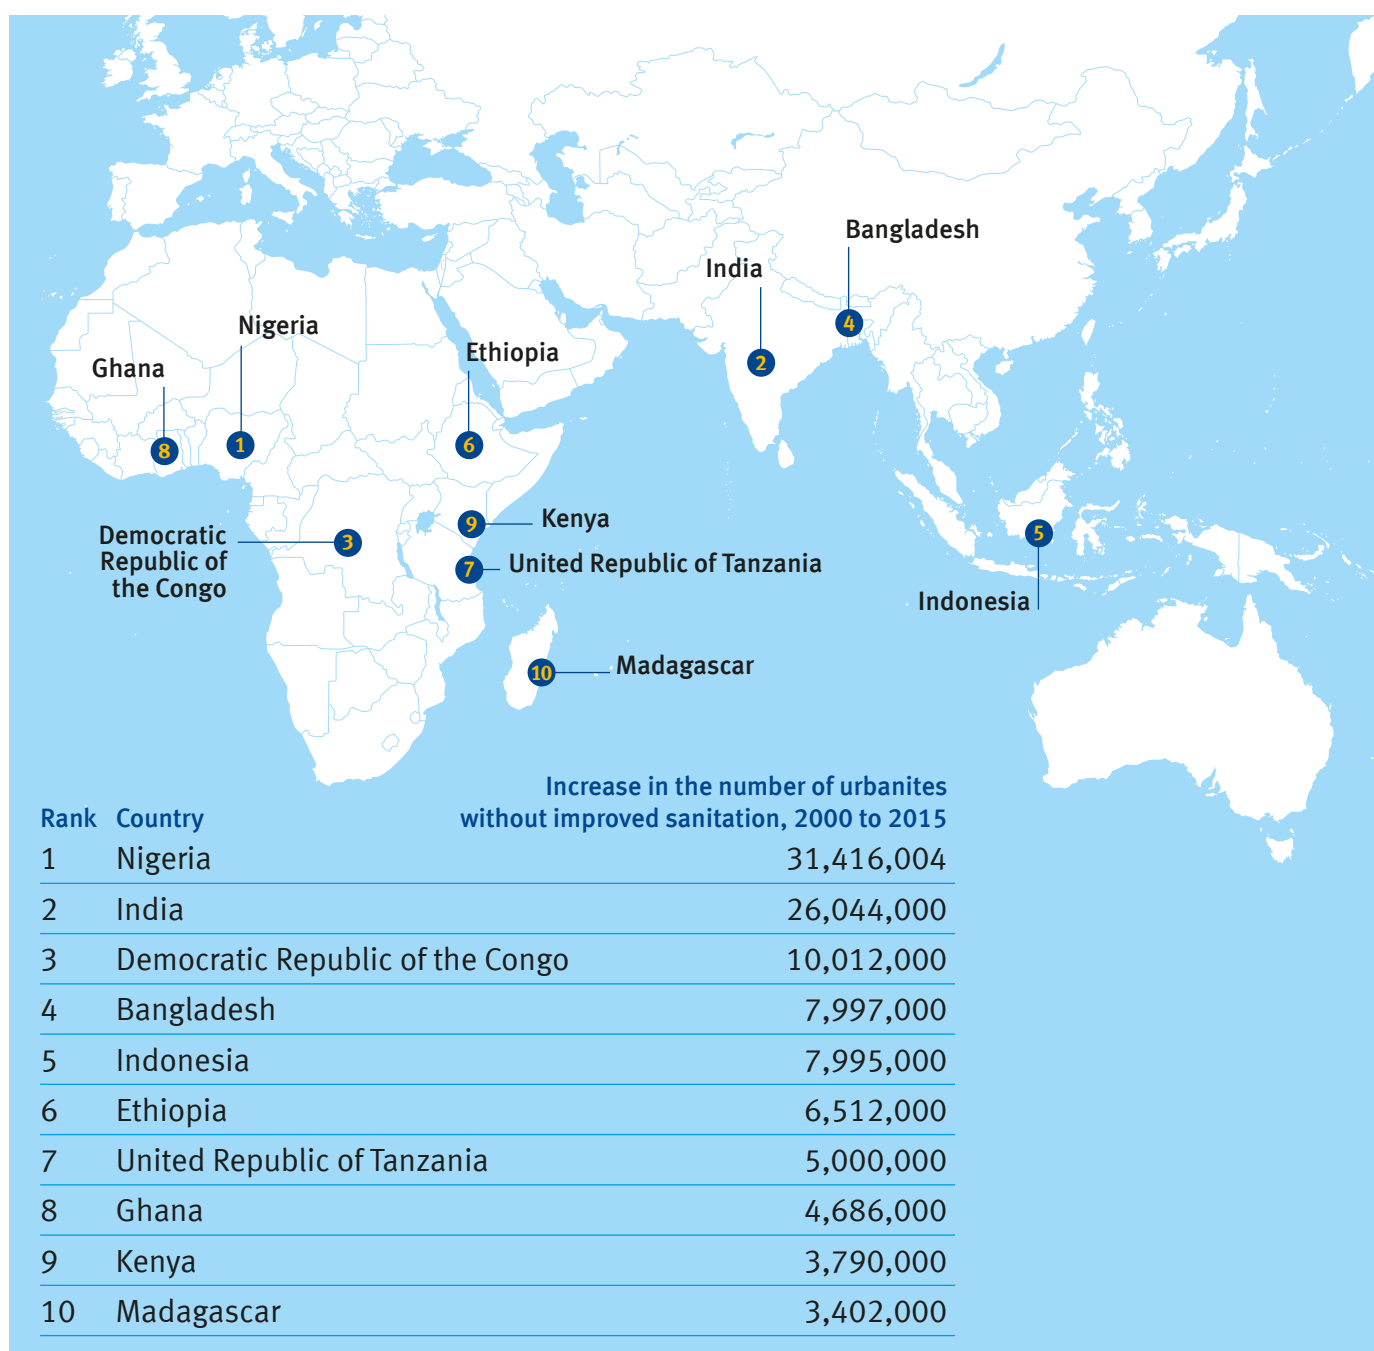 Bangladesh
4
India
2
Nigeria
1
Ghana
8
Ethiopia
6
Democratic
Republic of
the Congo
3
9 Kenya
7 United Republic of Tanzania
5
Indonesia
10 Madagascar
Increase in the number of urbanites
Rank Country without improved sanitation, 2000 to 2015
1 Nigeria 31,416,004
2 India 26,044,000
3 Democratic Republic of the Congo 10,012,000
4 Bangladesh 7,997,000
5 Indonesia 7,995,000
6 Ethiopia 6,512,000
7 United Republic of Tanzania 5,000,000
8 Ghana 4,686,000
9 Kenya 3,790,000
10 Madagascar 3,402,000